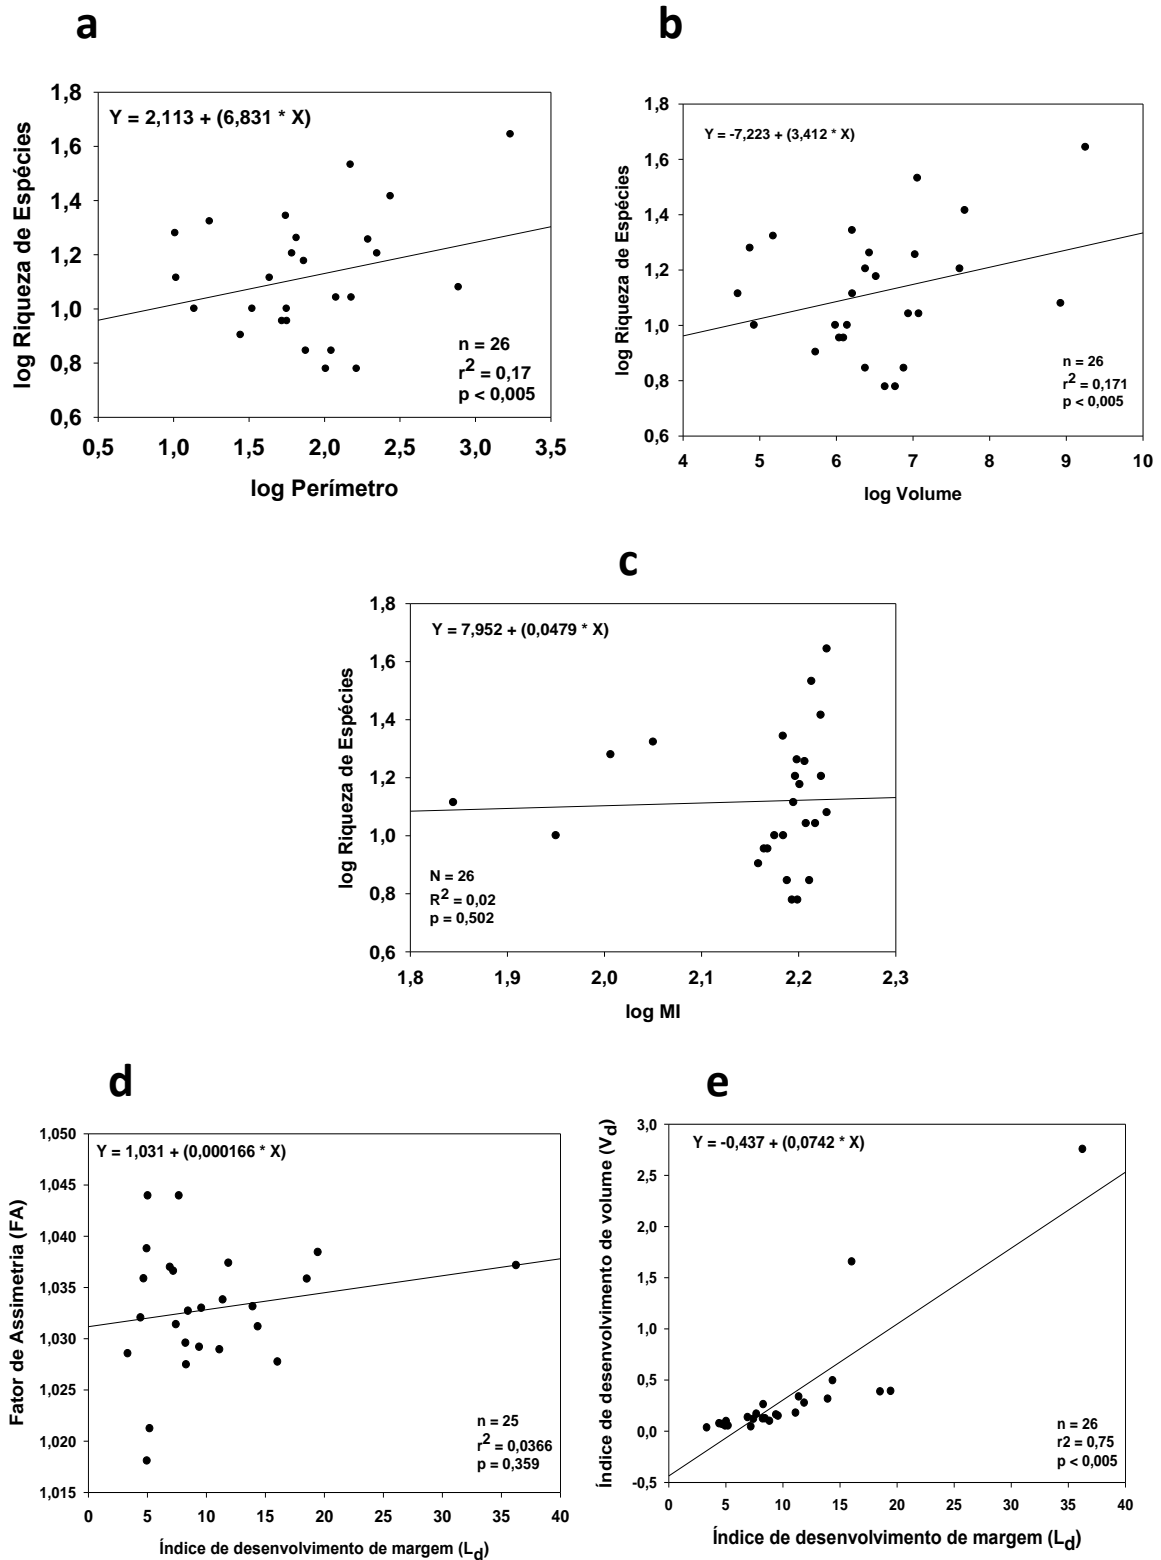 a
1,8
1,6
1,4
1,2
1,0
0,8
0,6
log Riqueza de Espécies
Y = 2,113 + (6,831 * X)
n = 26
r2 = 0,17
p < 0,005
0,5 1,0 1,5 2,0 2,5 3,0 3,5
log Perímetro
b
1,8
1,6
1,4
1,2
1,0
0,8
0,6
log Riqueza de Espécies
Y = -7,223 + (3,412 * X)
n = 26
r2 = 0,171
p < 0,005
4 5 6 7 8 9 10
log Volume
c
1,8
1,6
1,4
1,2
1,0
0,8
0,6
log Riqueza de Espécies
Y = 7,952 + (0,0479 * X)
N = 26
R2 = 0,02
p = 0,502
1,8 1,9 2,0 2,1 2,2 2,3
log MI
d
1,050
1,045
1,040
1,035
1,030
1,025
1,020
1,015
Fator de Assimetria (FA)
Y = 1,031 + (0,000166 * X)
n = 25
r2 = 0,0366
p = 0,359
0 5 10 15 20 25 30 35 40
Índice de desenvolvimento de margem (Ld)
e
3,0
2,5
2,0
1,5
1,0
0,5
0,0
-0,5
Índice de desenvolvimento de volume (Vd)
Y = -0,437 + (0,0742 * X)
n = 26
r2 = 0,75
p < 0,005
0 5 10 15 20 25 30 35 40
Índice de desenvolvimento de margem (Ld)